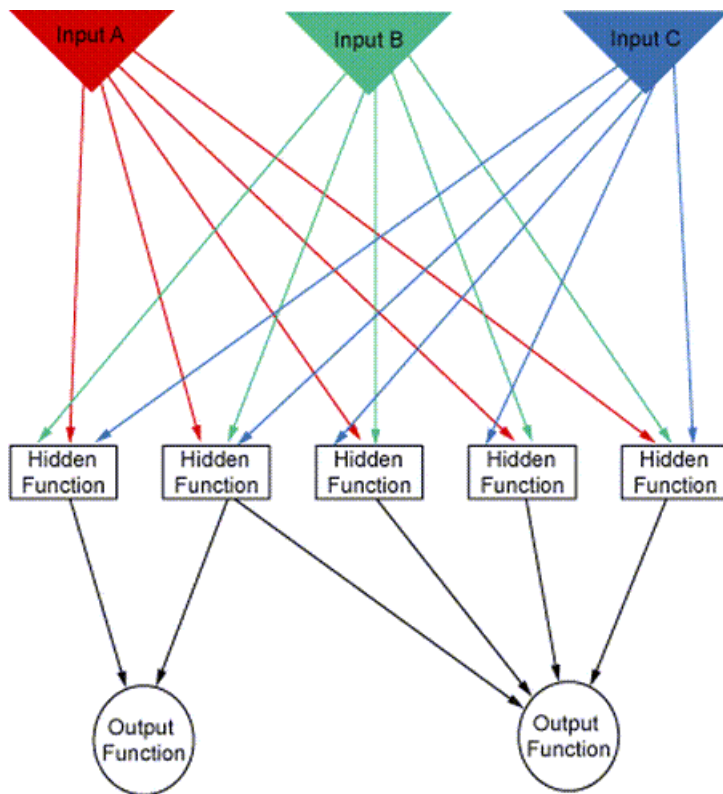 Input A
Input B
Input C
Hidden
Function
Hidden
Function
Hidden
Function
Hidden
Function
Hidden
Function
Output
Function
Output
Function